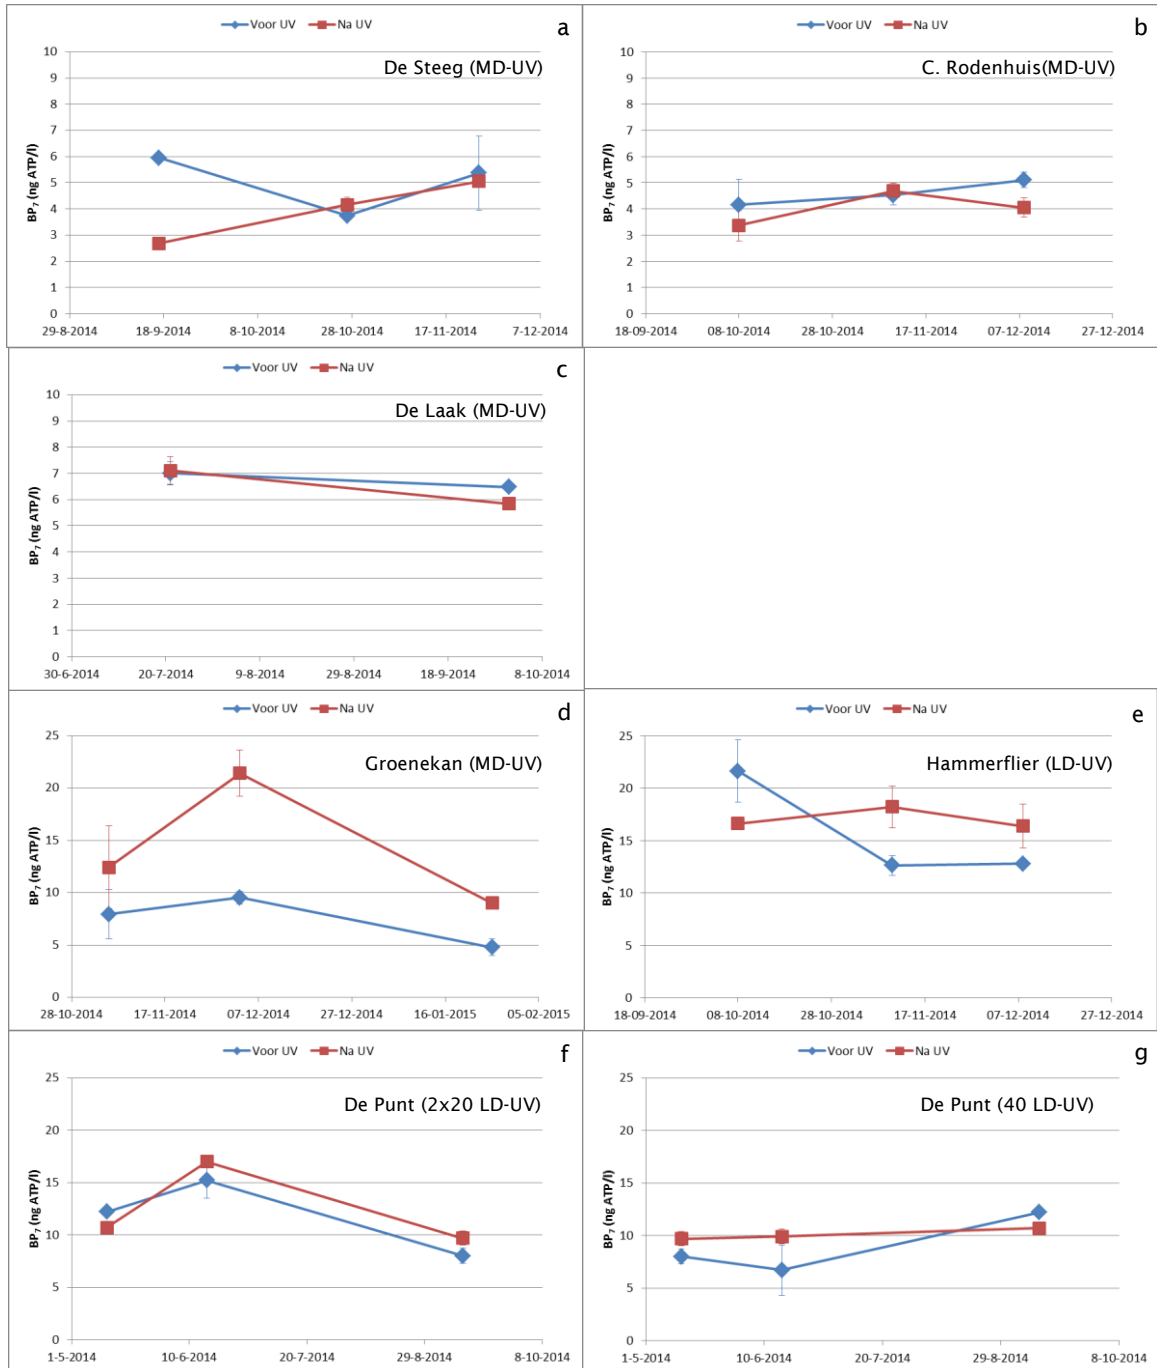 Voor UV Na UV a
De Steeg (MD-UV)
BP7 (ng ATP/l)
10
9
8
7
6
5
4
3
2
1
0
29-8-2014 18-9-2014 8-10-2014 28-10-2014 17-11-2014 7-12-2014
Voor UV Na UV b
C. Rodenhuis(MD-UV)
BP7 (ng ATP/l)
10
9
8
7
6
5
4
3
2
1
0
18-09-2014 08-10-2014 28-10-2014 17-11-2014 07-12-2014 27-12-2014
Voor UV Na UV c
De Laak (MD-UV)
BP7 (ng ATP/l)
10
9
8
7
6
5
4
3
2
1
0
30-6-2014 20-7-2014 9-8-2014 29-8-2014 18-9-2014 8-10-2014
Voor UV Na UV d
Groenekan (MD-UV)
BP7 (ng ATP/l)
25
20
15
10
5
0
28-10-2014 17-11-2014 07-12-2014 27-12-2014 16-01-2015 05-02-2015
Voor UV Na UV e
Hammerflier (LD-UV)
BP7 (ng ATP/l)
25
20
15
10
5
0
18-09-2014 08-10-2014 28-10-2014 17-11-2014 07-12-2014 27-12-2014
Voor UV Na UV f
De Punt (2x20 LD-UV)
BP7 (ng ATP/l)
25
20
15
10
5
0
1-5-2014 10-6-2014 20-7-2014 29-8-2014 8-10-2014
Voor UV Na UV g
De Punt (40 LD-UV)
BP7 (ng ATP/l)
25
20
15
10
5
0
1-5-2014 10-6-2014 20-7-2014 29-8-2014 8-10-2014